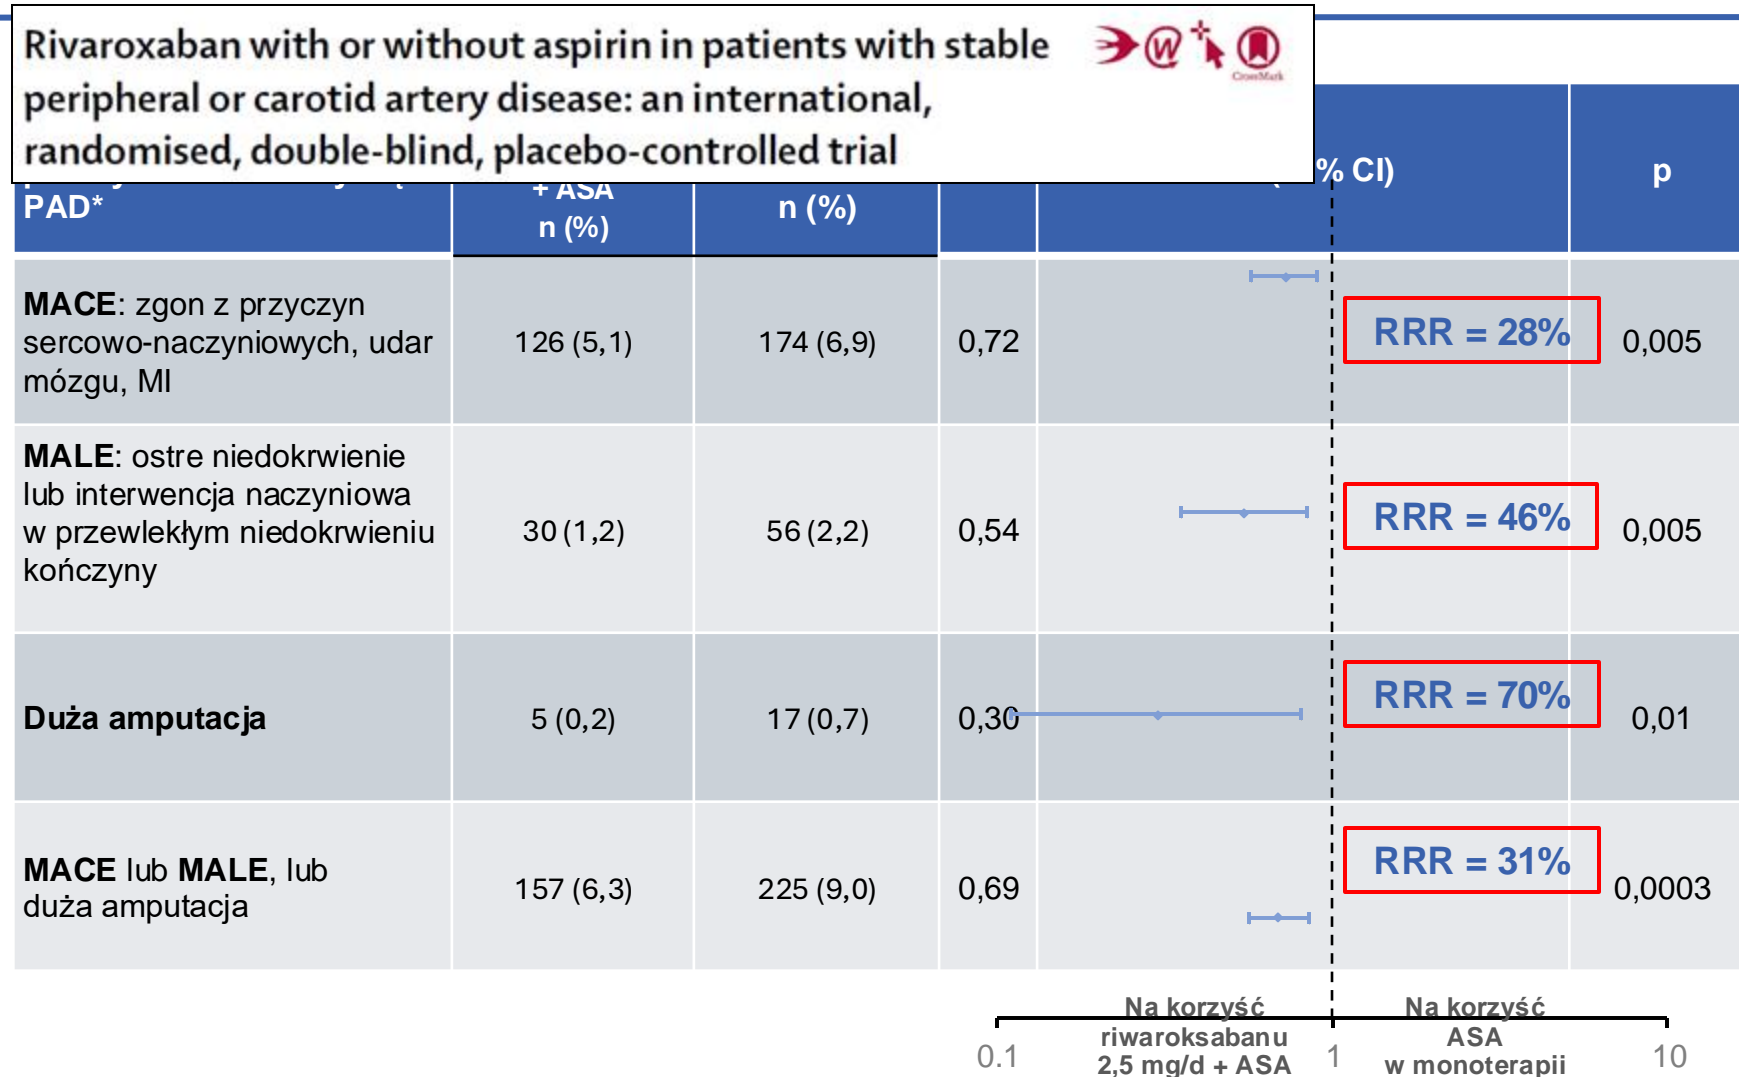 Rivaroxaban with or without aspirin in patients with stable
peripheral or carotid artery disease: an international,
randomised, double-blind, placebo-controlled trial
CrossMark
PAD*
+ ASA
n (%)
n (%)
% CI)
p
MACE: zgon z przyczyn
sercowo-naczyniowych, udar
mózgu, MI
126 (5,1)
174 (6,9)
0,72
RRR = 28%
0,005
MALE: ostre niedokrwienie
lub interwencja naczyniowa
w przewlekłym niedokrwieniu
kończyny
30 (1,2)
56 (2,2)
0,54
RRR = 46%
0,005
Duża amputacja
5 (0,2)
17 (0,7)
0,30
RRR = 70%
0,01
MACE lub MALE, lub
duża amputacja
157 (6,3)
225 (9,0)
0,69
RRR = 31%
0,0003
Na korzyść
riwaroksabanu
2,5 mg/d + ASA
Na korzyść
ASA
w monoterapii
0.1
1
10